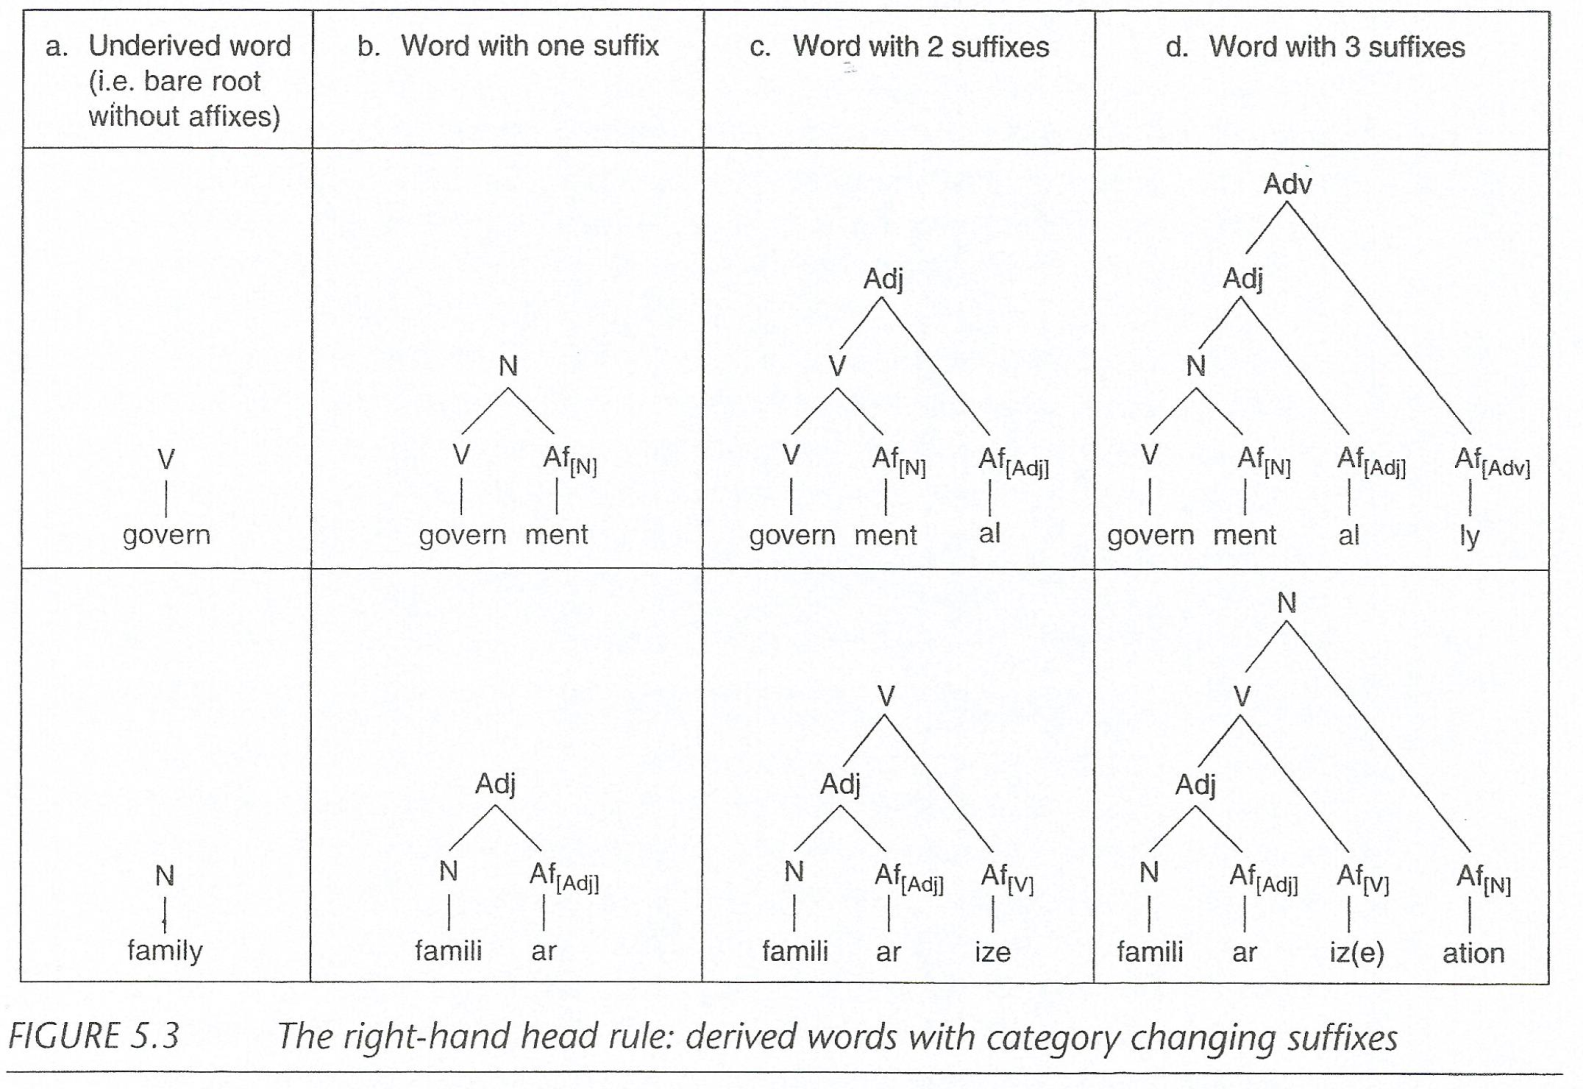 a. Underived word
(i.e. bare root
without affixes)
b. Word with one suffix
c. Word with 2 suffixes
d. Word with 3 suffixes
V
govern
N
V Af[N]
govern ment
Adj
V
V Af[N] Af[Adj]
govern ment al
Adv
Adj
N
V Af[N] Af[Adj] Af[Adv]
govern ment al ly
N
family
Adj
N Af[Adj]
famili ar
V
Adj
N Af[Adj] Af[V]
famili ar ize
N
V
Adj
N Af[Adj] Af[V] Af[N]
famili ar iz(e) ation
FIGURE 5.3 The right-hand head rule: derived words with category changing suffixes